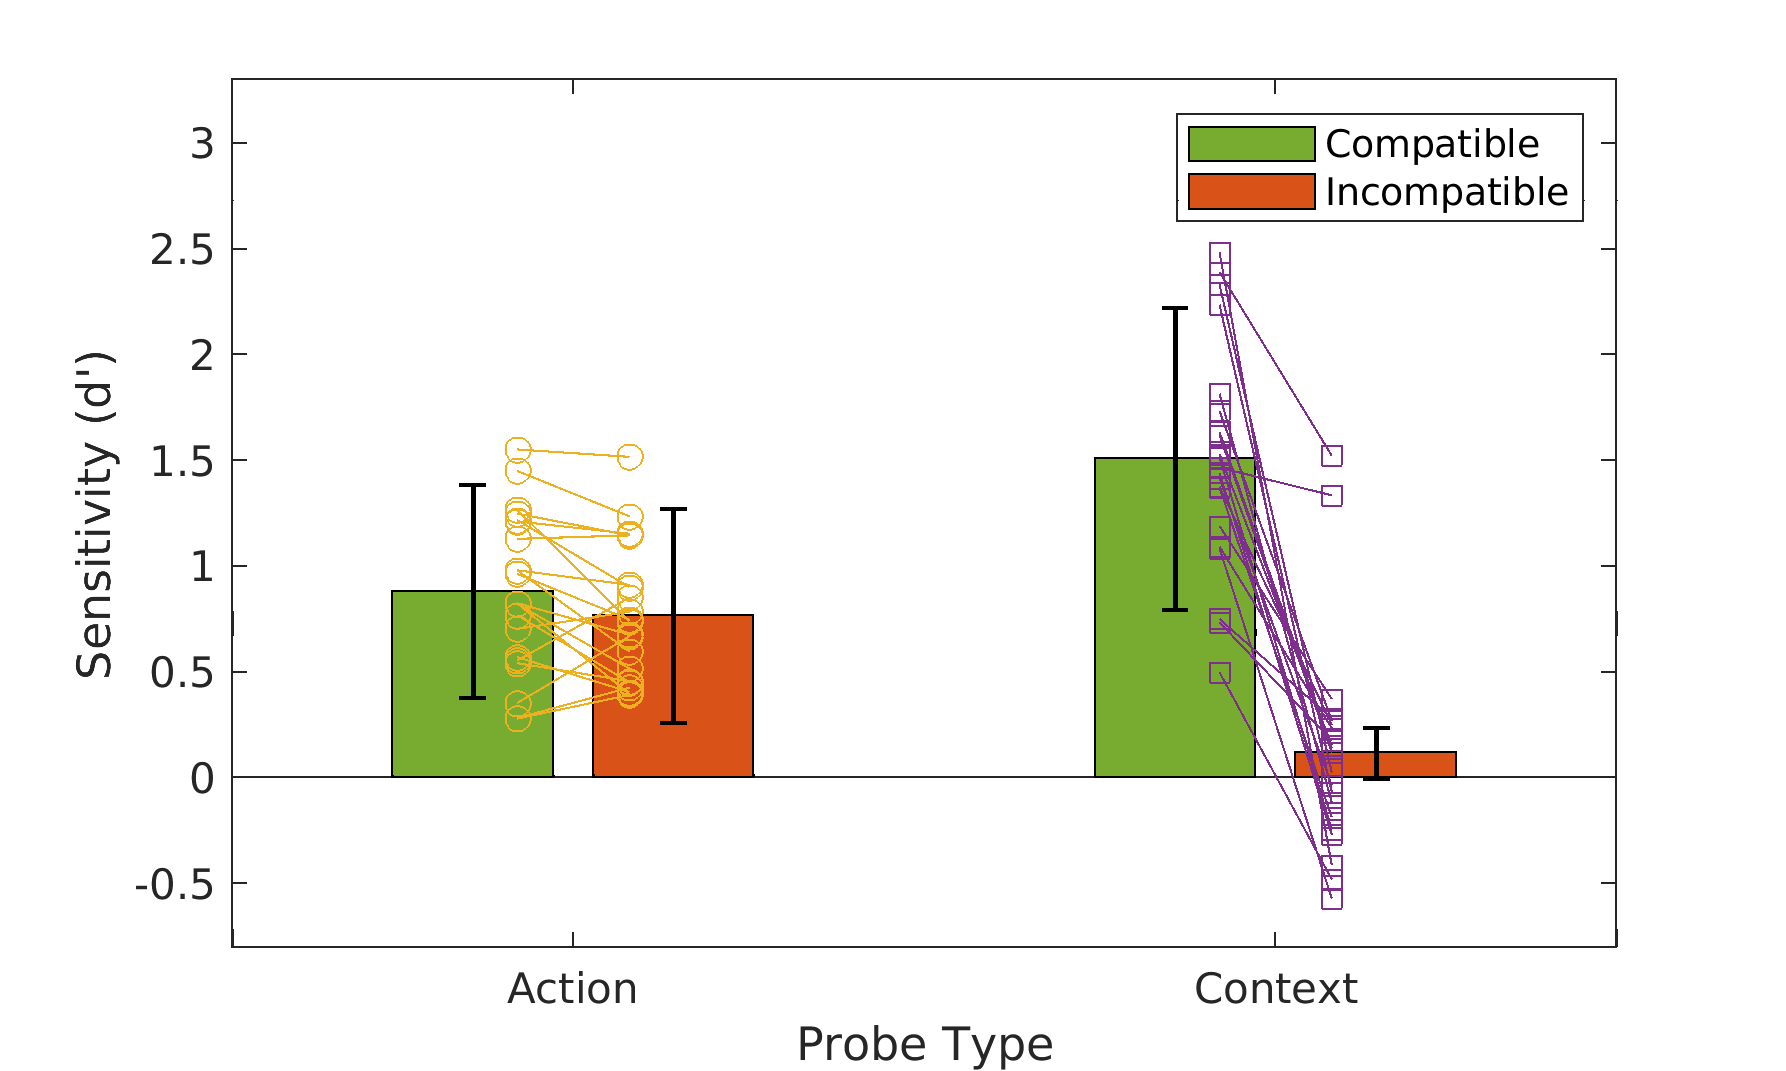 Compatible
Incompatible
3
2.5
2
1.5
1
0.5
0
-0.5
Sensitivity (d')
Action
Context
Probe Type